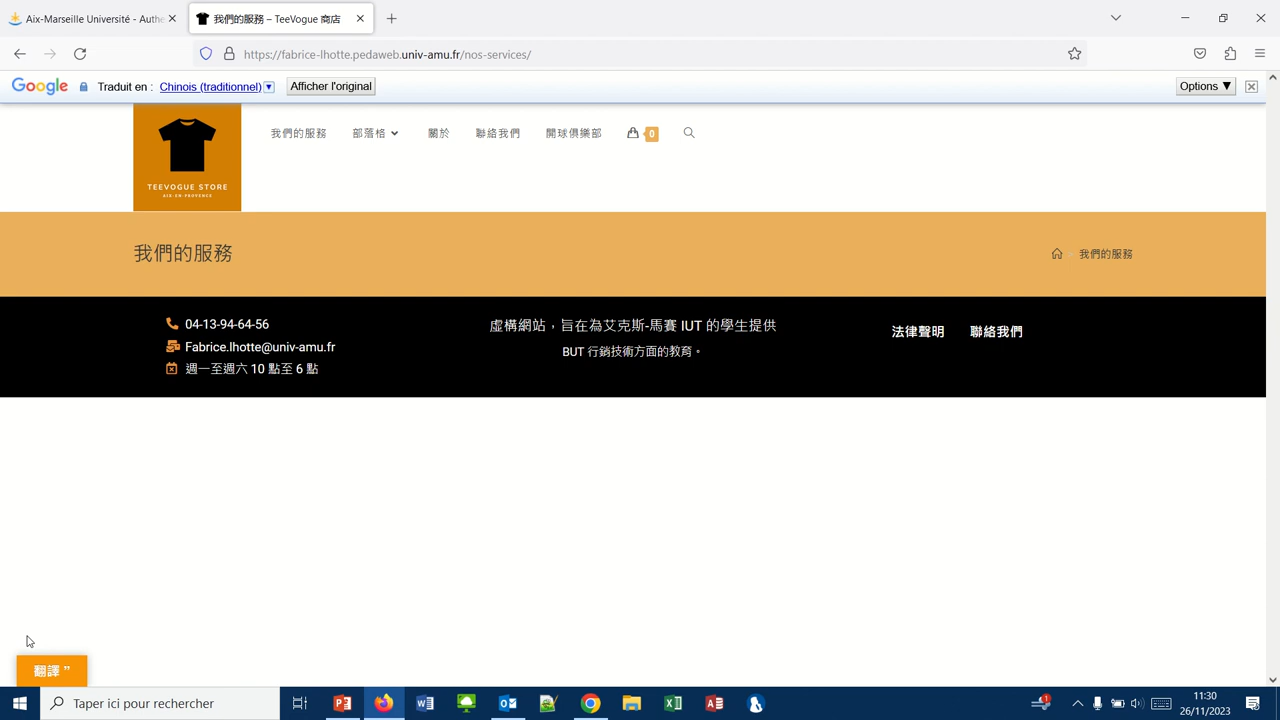 Aix-Marseille Université - Authe
我們的服務 – TeeVogue 商店
https://fabrice-lhotte.pedaweb.univ-amu.fr/nos-services/
Google Traduit en : Chinois (traditionnel) ▼ Afficher l'original Options ▼
TEEVOGUE STORE
AIX-EN-PROVENCE
我們的服務 部落格 關於 聯絡我們 開球俱樂部 0
我們的服務
> 我們的服務
04-13-94-64-56
Fabrice.lhotte@univ-amu.fr
週一至週六 10 點至 6 點
虛構網站，旨在為艾克斯-馬賽 IUT 的學生提供
BUT 行銷技術方面的教育。
法律聲明 聯絡我們
翻譯 ”
Taper ici pour rechercher
1
11:30
26/11/2023